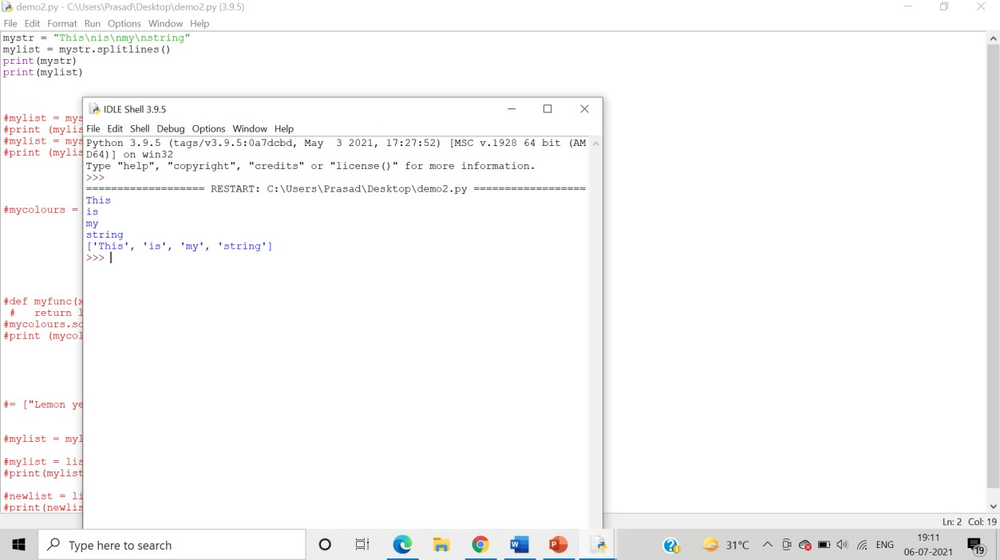 demo2.py - C:\Users\Prasad\Desktop\demo2.py (3.9.5)
File Edit Format Run Options Window Help
mystr = "This\nis\nmy\nstring"
mylist = mystr.splitlines()
print(mystr)
print(mylist)
#mylist = mys
#print (mylis
#mylist = mys
#print (mylis
#mycolours =
#def myfunc(x
#   return l
#mycolours.so
#print (mycol
#= ["Lemon ye
#mylist = myl
#mylist = lis
#print(mylist
#newlist = li
#print(newlis
IDLE Shell 3.9.5
File Edit Shell Debug Options Window Help
Python 3.9.5 (tags/v3.9.5:0a7dcbd, May  3 2021, 17:27:52) [MSC v.1928 64 bit (AM
D64)] on win32
Type "help", "copyright", "credits" or "license()" for more information.
>>>
=================== RESTART: C:\Users\Prasad\Desktop\demo2.py ==================
This
is
my
string
['This', 'is', 'my', 'string']
>>>
Ln: 2 Col: 19
Type here to search
W
P
31°C
ENG
19:11
06-07-2021
19